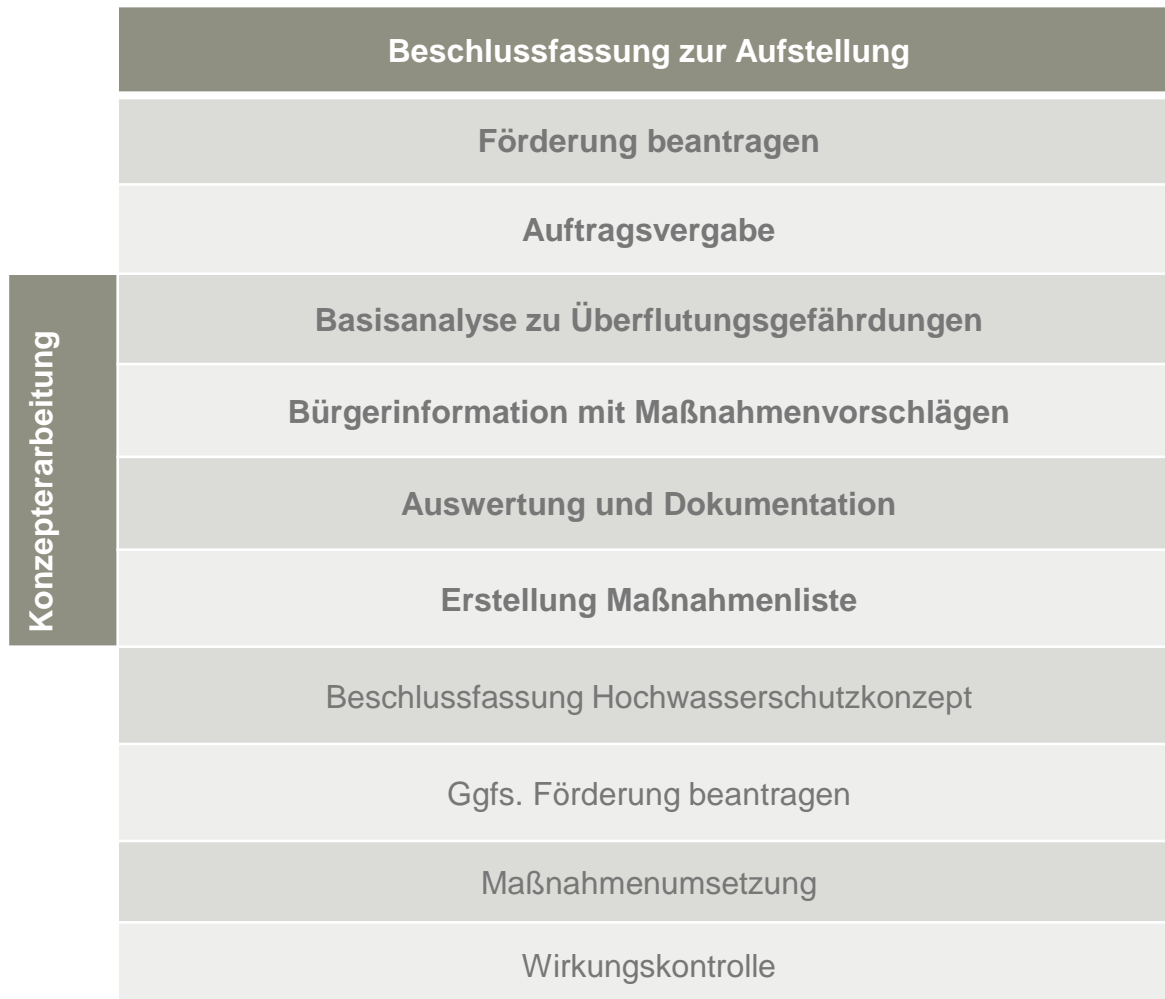 Beschlussfassung zur Aufstellung
Förderung beantragen
Auftragsvergabe
Konzepterarbeitung
Basisanalyse zu Überflutungsgefährdungen
Bürgerinformation mit Maßnahmenvorschlägen
Auswertung und Dokumentation
Erstellung Maßnahmenliste
Beschlussfassung Hochwasserschutzkonzept
Ggfs. Förderung beantragen
Maßnahmenumsetzung
Wirkungskontrolle